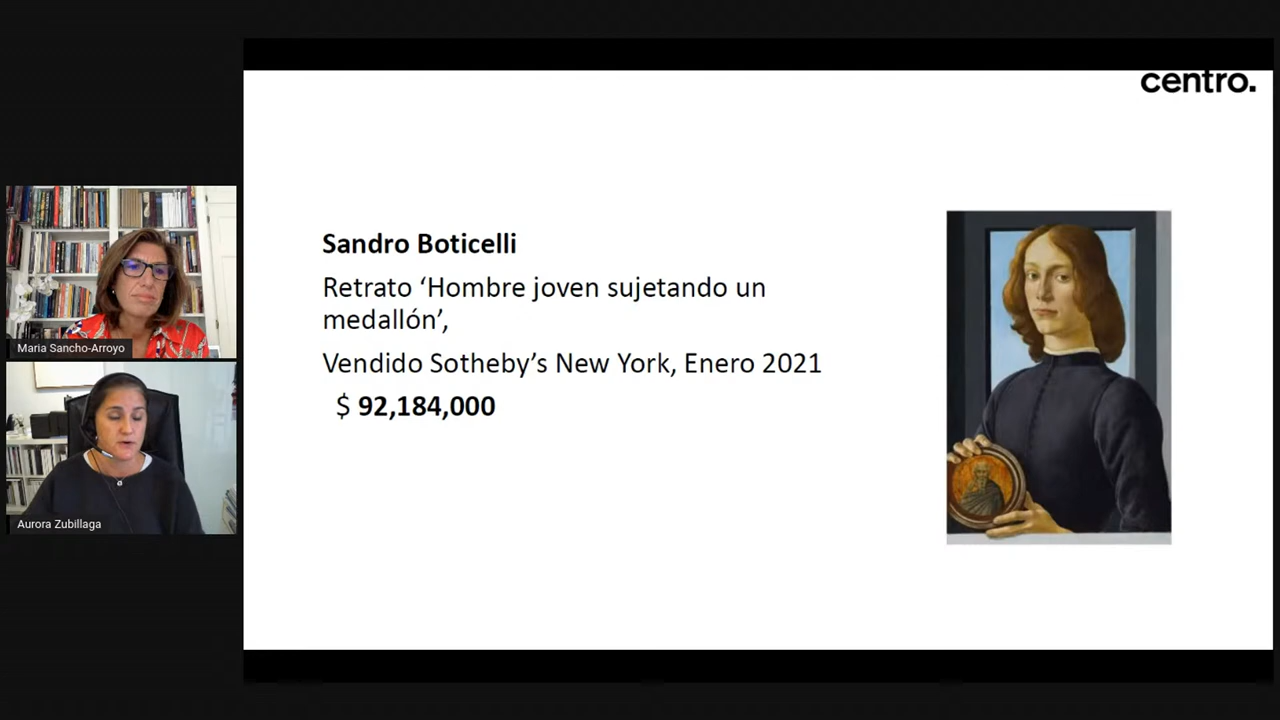 centro.
Sandro Boticelli
Retrato ‘Hombre joven sujetando un
medallón’,
Vendido Sotheby’s New York, Enero 2021
$ 92,184,000
Maria Sancho-Arroyo
Aurora Zubillaga